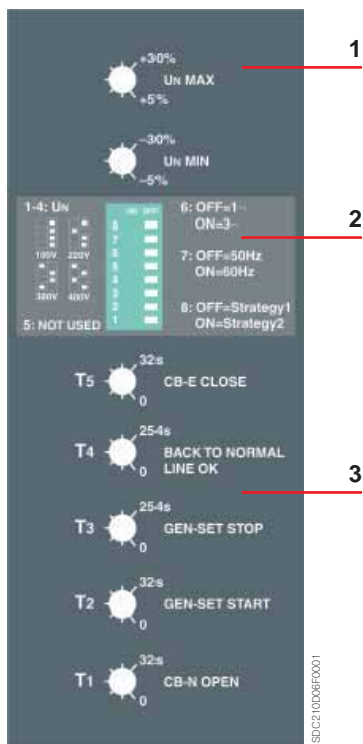 +30%
1
UN MAX
+5%
-30%
UN MIN
-5%
1-4: UN
ON OFF
6: OFF=1~
ON=3~
2
8
7
6
5
4
3
2
1
100V 220V
7: OFF=50Hz
ON=60Hz
380V 400V
8: OFF=Strategy1
ON=Strategy2
5: NOT USED
32s
T5
CB-E CLOSE
0
254s
T4
BACK TO NORMAL
LINE OK
0
3
254s
T3
GEN-SET STOP
0
32s
T2
GEN-SET START
0
32s
T1
CB-N OPEN
0
SDC210D06F0001